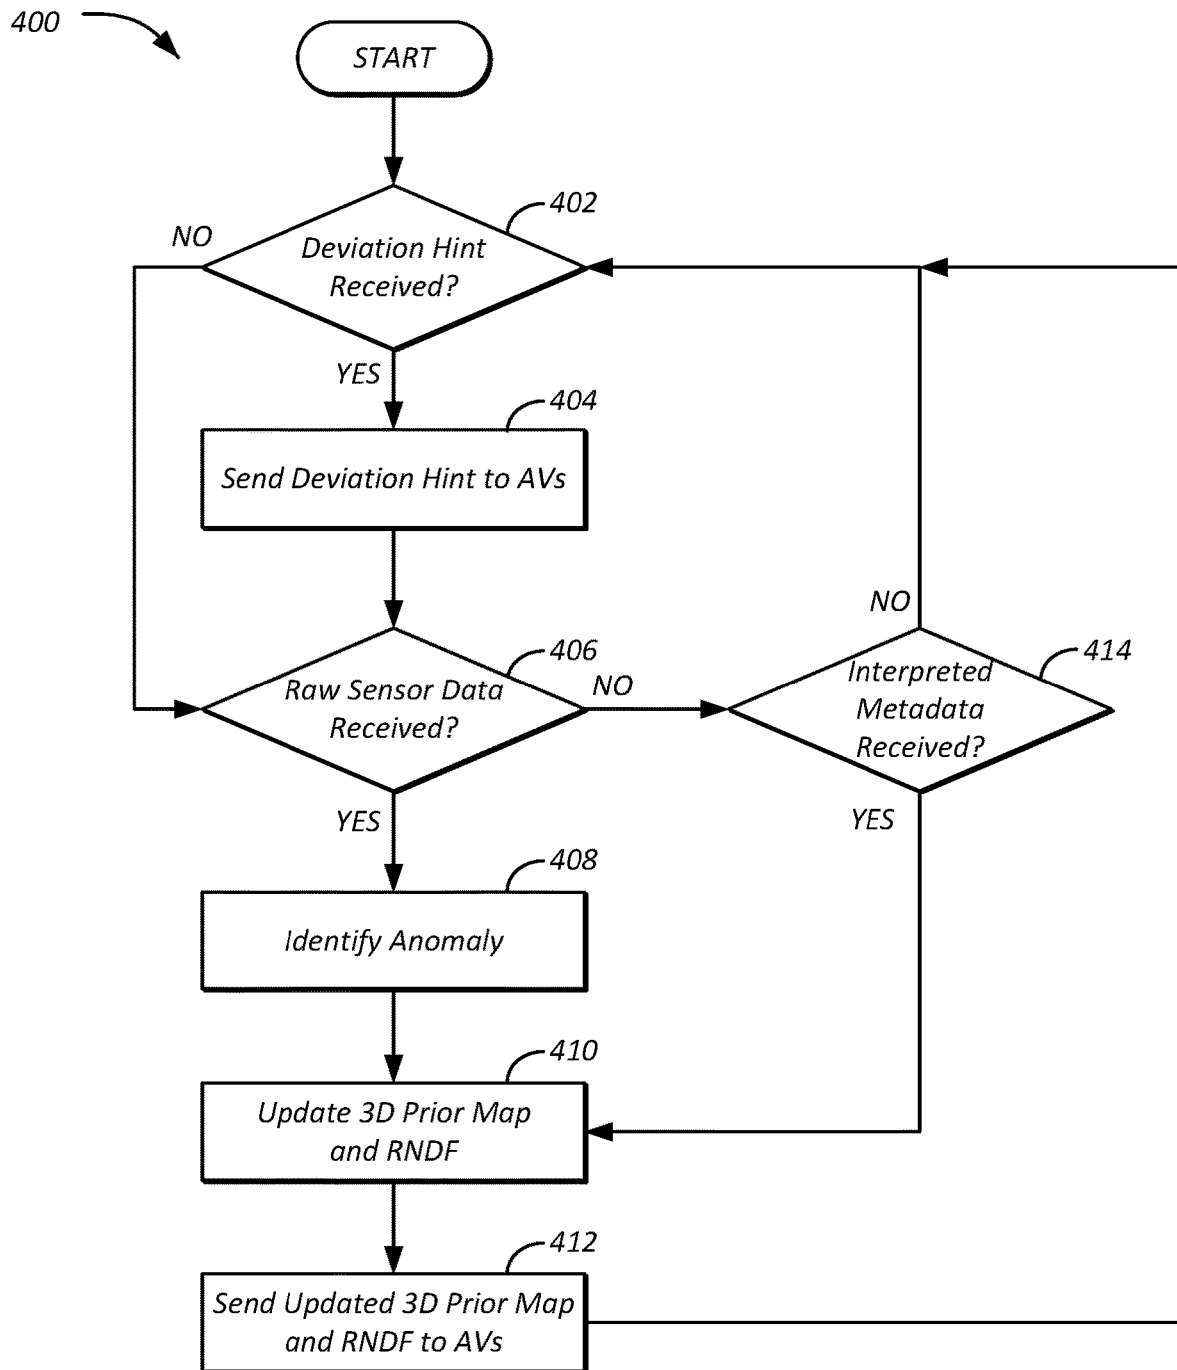 400
START
402
NO
Deviation Hint
Received?
YES
404
Send Deviation Hint to AVs
NO
406
414
Raw Sensor Data
Received?
NO
Interpreted
Metadata
Received?
YES
YES
408
Identify Anomaly
410
Update 3D Prior Map
and RNDF
412
Send Updated 3D Prior Map
and RNDF to AVs